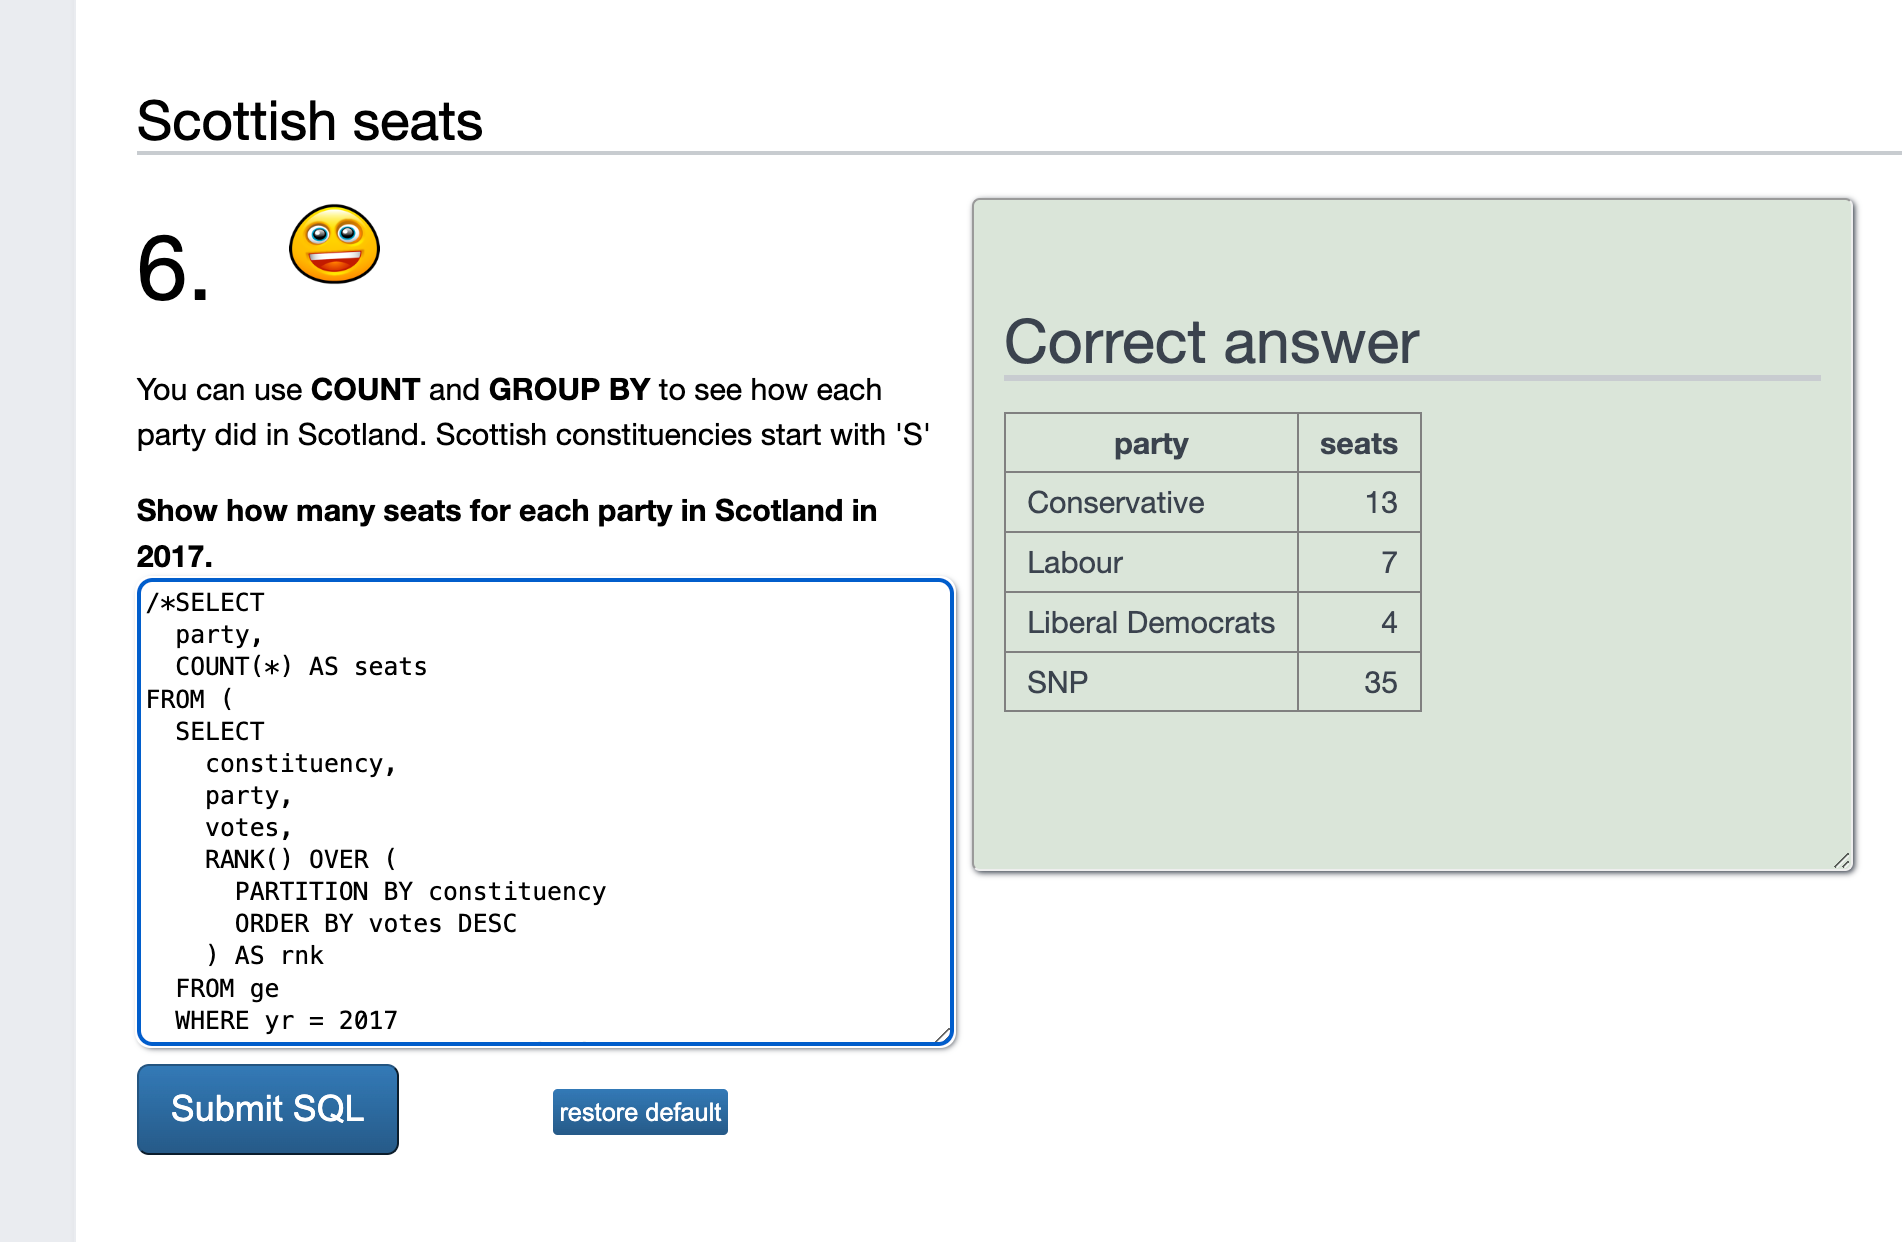 Scottish seats
6.
You can use COUNT and GROUP BY to see how each
party did in Scotland. Scottish constituencies start with 'S'
Show how many seats for each party in Scotland in
2017.
/*SELECT
  party,
  COUNT(*) AS seats
FROM (
  SELECT
    constituency,
    party,
    votes,
    RANK() OVER (
      PARTITION BY constituency
      ORDER BY votes DESC
    ) AS rnk
  FROM ge
  WHERE yr = 2017
Submit SQL
restore default
Correct answer
party seats
Conservative 13
Labour 7
Liberal Democrats 4
SNP 35